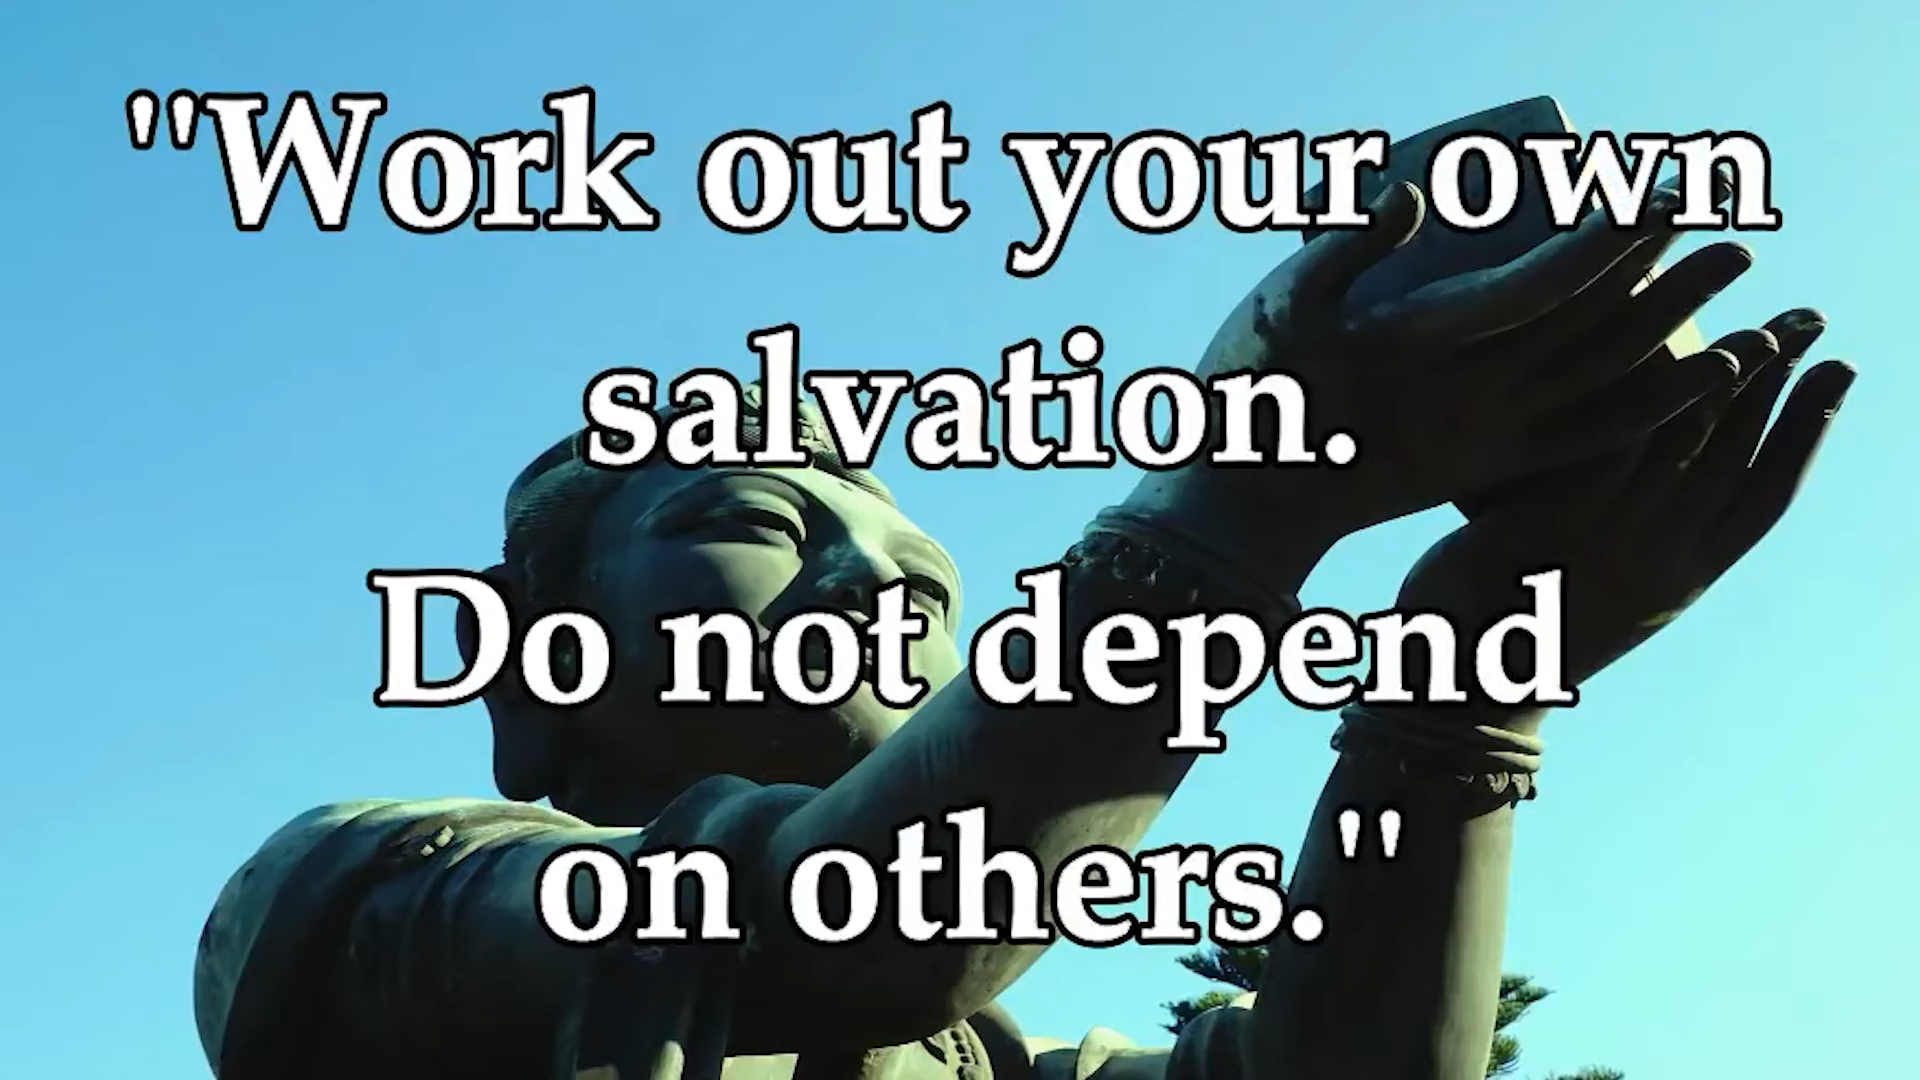 "Work out your own
salvation.
Do not depend
on others."